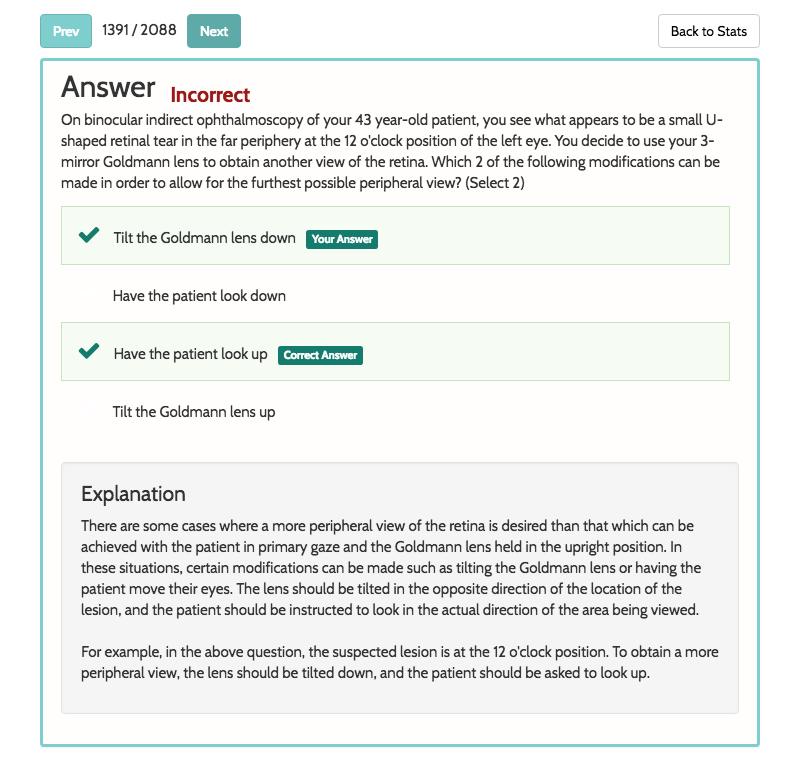 Prev 1391 / 2088 Next Back to Stats
Answer Incorrect
On binocular indirect ophthalmoscopy of your 43 year-old patient, you see what appears to be a small U-
shaped retinal tear in the far periphery at the 12 o'clock position of the left eye. You decide to use your 3-
mirror Goldmann lens to obtain another view of the retina. Which 2 of the following modifications can be
made in order to allow for the furthest possible peripheral view? (Select 2)
Tilt the Goldmann lens down Your Answer
Have the patient look down
Have the patient look up Correct Answer
Tilt the Goldmann lens up
Explanation
There are some cases where a more peripheral view of the retina is desired than that which can be
achieved with the patient in primary gaze and the Goldmann lens held in the upright position. In
these situations, certain modifications can be made such as tilting the Goldmann lens or having the
patient move their eyes. The lens should be tilted in the opposite direction of the location of the
lesion, and the patient should be instructed to look in the actual direction of the area being viewed.
For example, in the above question, the suspected lesion is at the 12 o'clock position. To obtain a more
peripheral view, the lens should be tilted down, and the patient should be asked to look up.